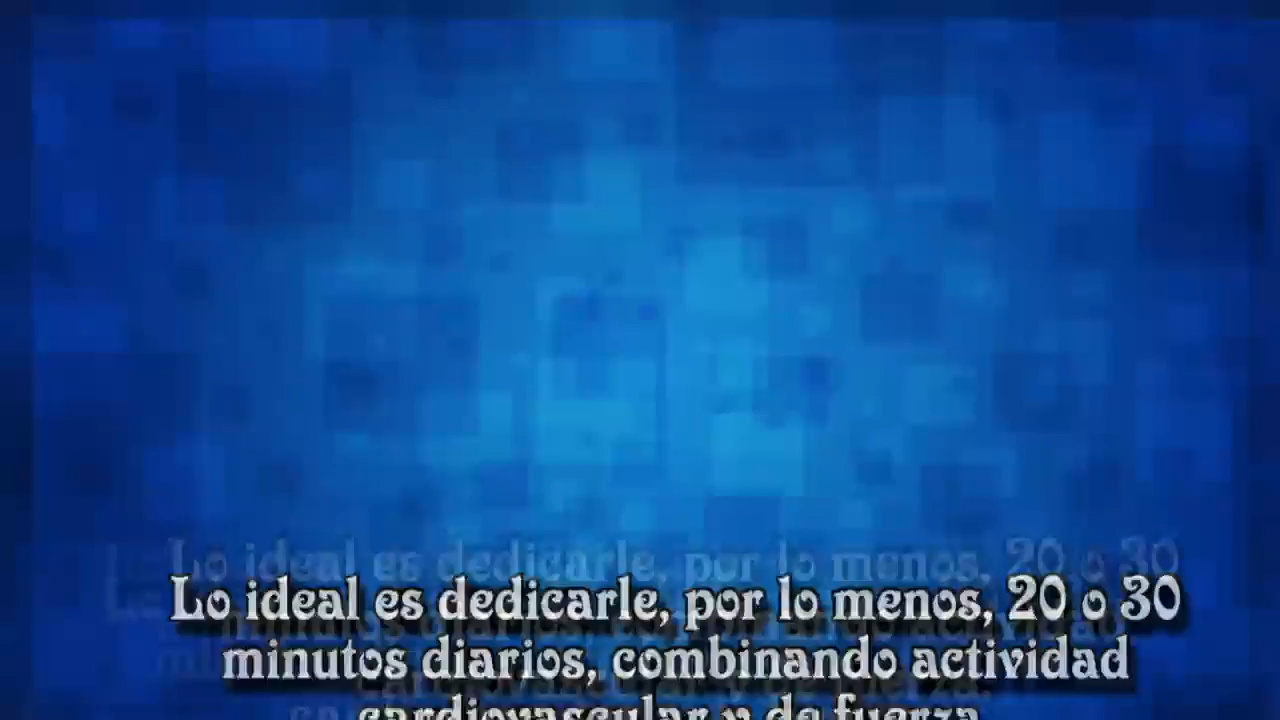 Lo ideal es dedicarle, por lo menos, 20 o 30
minutos diarios, combinando actividad
cardiovascular y de fuerza